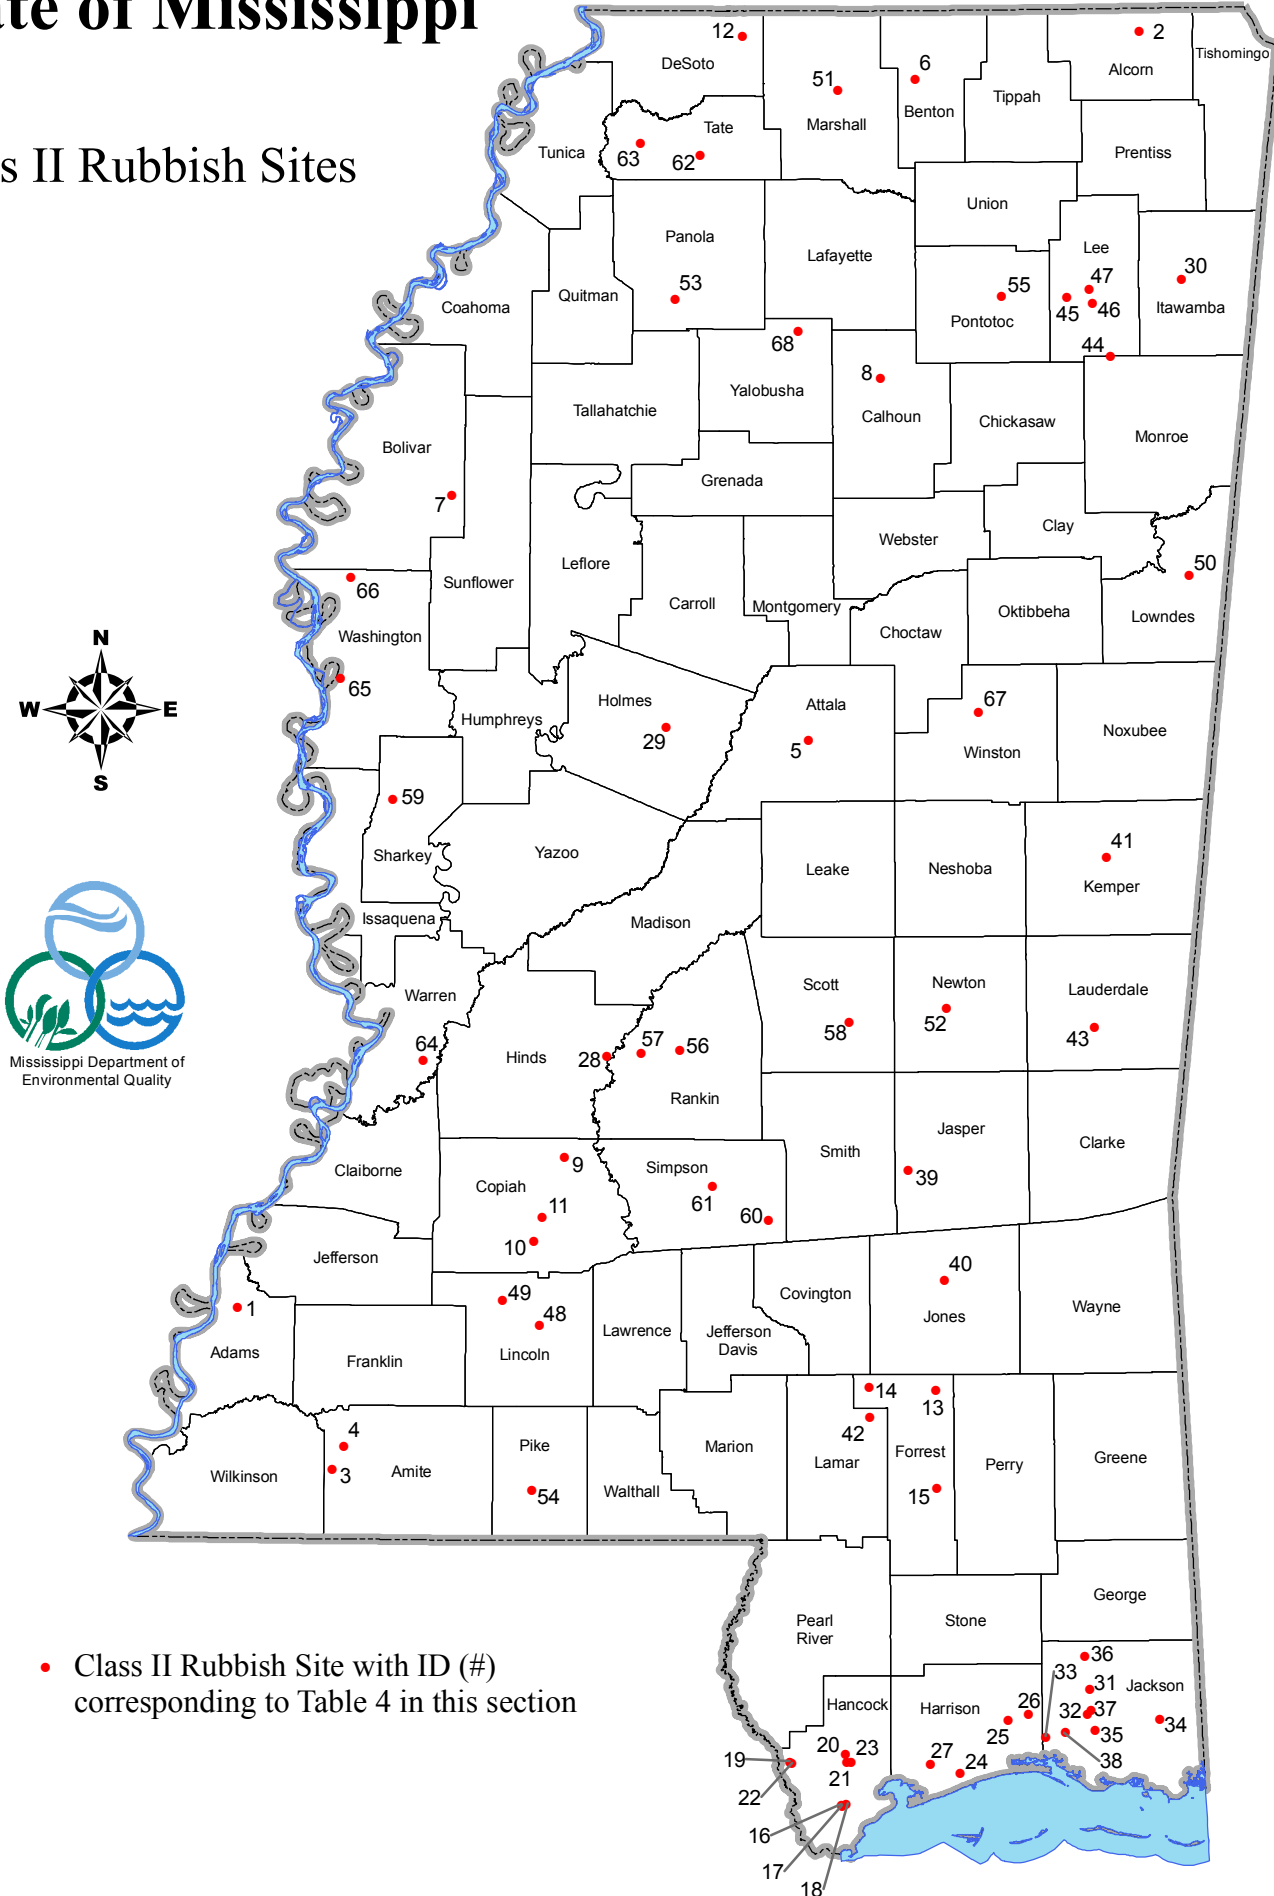 ate of Mississippi
s II Rubbish Sites
12
DeSoto
51
Marshall
6
Benton
Tippah
2
Alcorn
Tishomingo
Tunica
Tate
63
62
Prentiss
Union
Panola
53
Lafayette
Lee
47
45
46
44
30
Itawamba
55
Pontotoc
Coahoma
Quitman
68
Yalobusha
8
Calhoun
Chickasaw
Monroe
Tallahatchie
Bolivar
7
Grenada
Clay
Webster
50
Lowndes
Leflore
Sunflower
66
Washington
65
Carroll
Montgomery
Choctaw
Oktibbeha
N
W
E
S
Humphreys
Holmes
29
Attala
5
67
Winston
Noxubee
59
Sharkey
Yazoo
Leake
Neshoba
41
Kemper
Issaquena
Madison
Mississippi Department of
Environmental Quality
Warren
64
Hinds
28
57
56
Rankin
Scott
58
Newton
52
Lauderdale
43
Claiborne
9
Copiah
11
10
Simpson
61
60
Smith
Jasper
39
Clarke
Jefferson
1
Adams
49
48
Lincoln
Franklin
Lawrence
Jefferson
Davis
Covington
40
Jones
Wayne
14
13
42
Lamar
Forrest
15
Perry
Greene
4
3
Amite
Wilkinson
Pike
54
Walthall
Marion
Pearl
River
Stone
George
Class II Rubbish Site with ID (#)
corresponding to Table 4 in this section
36
33
31
Jackson
32
37
35
34
38
Hancock
Harrison
26
25
27
24
20
23
21
19
22
16
17
18